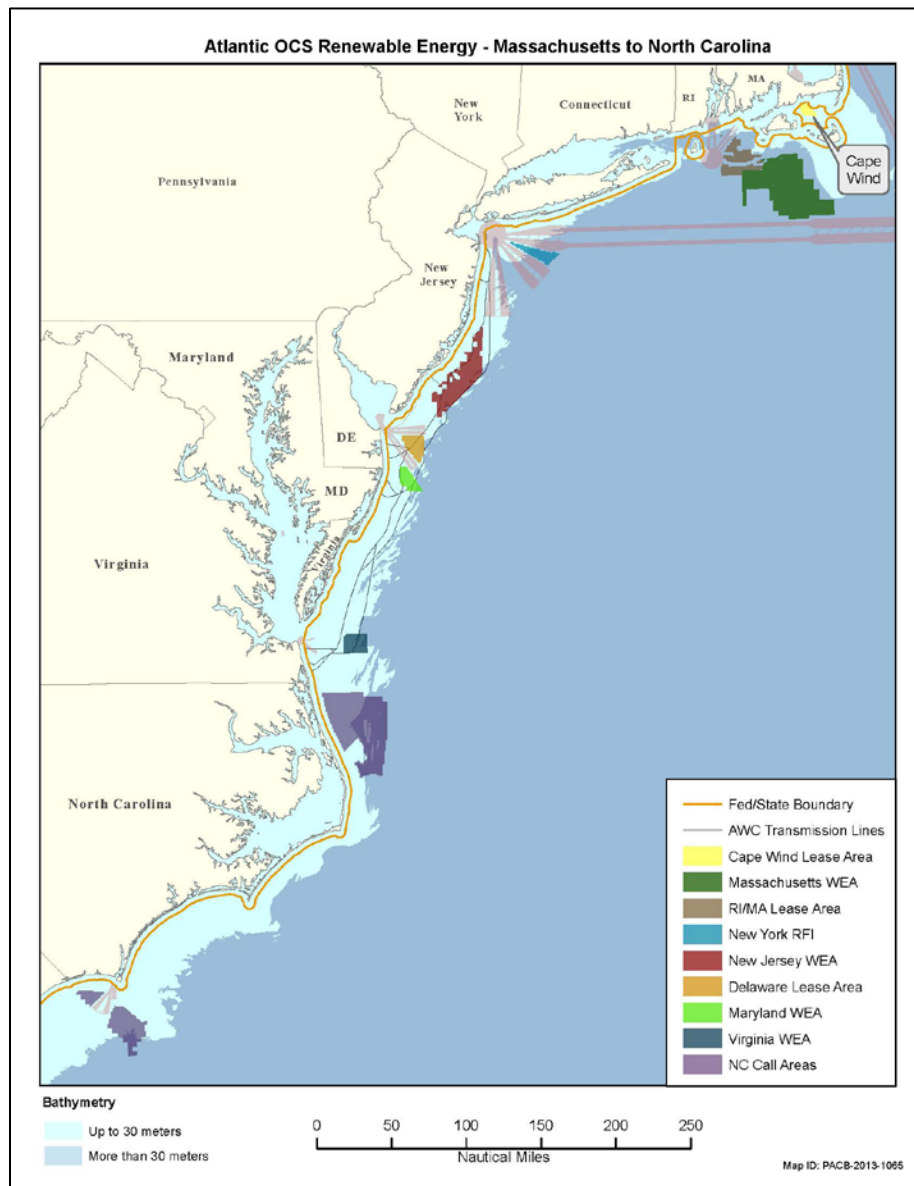 Atlantic OCS Renewable Energy - Massachusetts to North Carolina
MA
RI
Connecticut
New
York
Cape
Wind
Pennsylvania
New
Jersey
Maryland
DE
MD
Virginia
Virginia
North Carolina
Fed/State Boundary
AWC Transmission Lines
Cape Wind Lease Area
Massachusetts WEA
RI/MA Lease Area
New York RFI
New Jersey WEA
Delaware Lease Area
Maryland WEA
Virginia WEA
NC Call Areas
Bathymetry
Up to 30 meters
More than 30 meters
0 50 100 150 200 250
Nautical Miles
Map ID: PACB-2013-1065